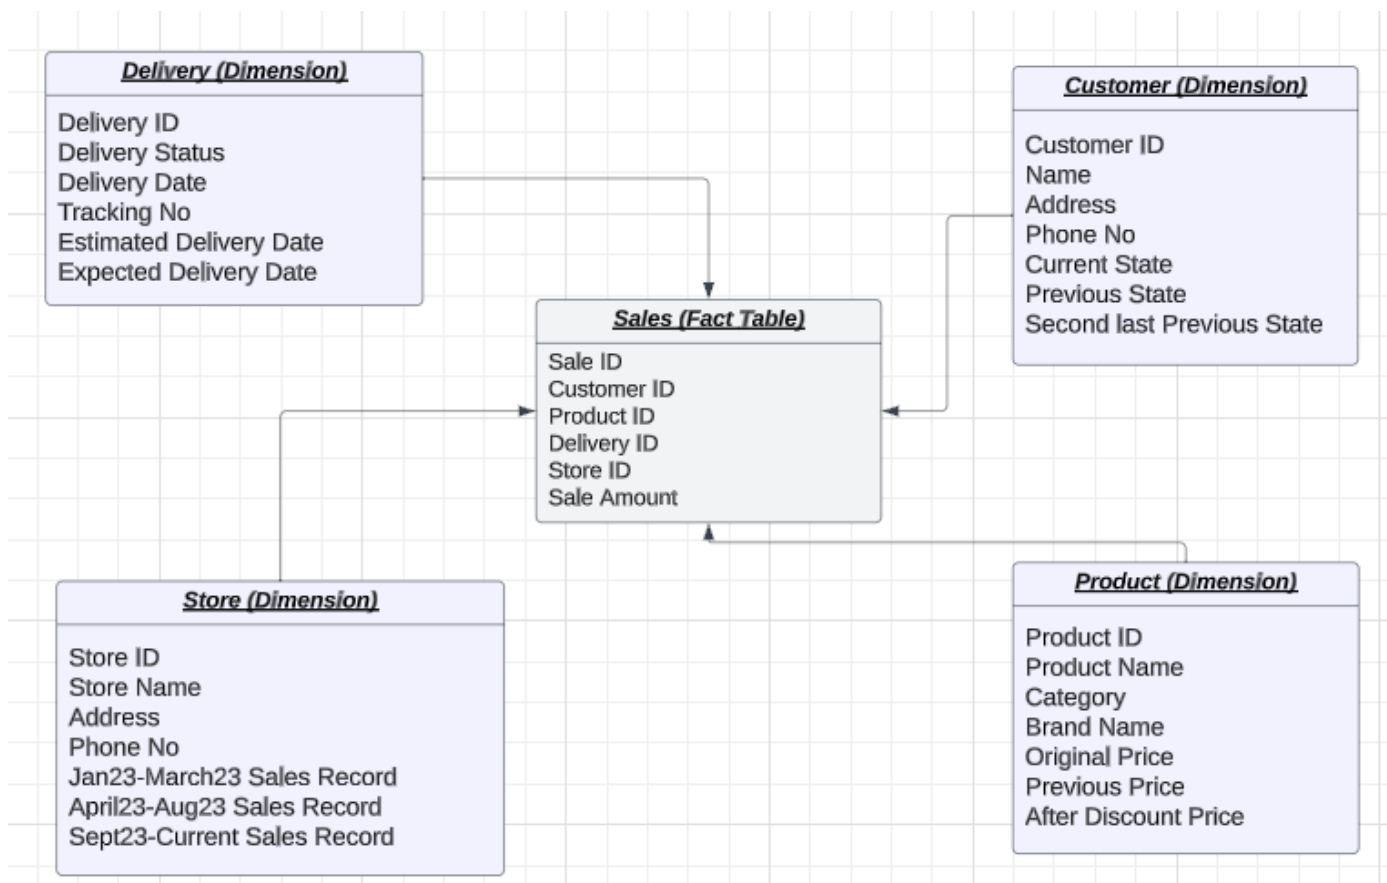 Delivery (Dimension)
Delivery ID
Delivery Status
Delivery Date
Tracking No
Estimated Delivery Date
Expected Delivery Date
Customer (Dimension)
Customer ID
Name
Address
Phone No
Current State
Previous State
Second last Previous State
Sales (Fact Table)
Sale ID
Customer ID
Product ID
Delivery ID
Store ID
Sale Amount
Store (Dimension)
Store ID
Store Name
Address
Phone No
Jan23-March23 Sales Record
April23-Aug23 Sales Record
Sept23-Current Sales Record
Product (Dimension)
Product ID
Product Name
Category
Brand Name
Original Price
Previous Price
After Discount Price